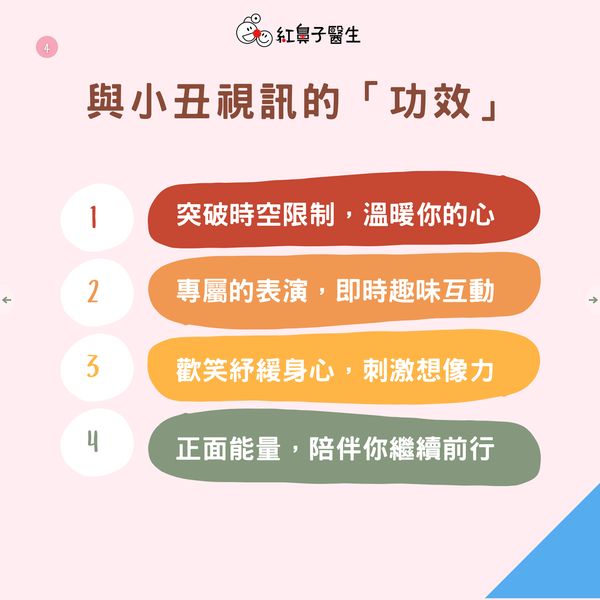 紅鼻子醫生
4
與小丑視訊的「功效」
1
突破時空限制，溫暖你的心
2
專屬的表演，即時趣味互動
3
歡笑紓緩身心，刺激想像力
4
正面能量，陪伴你繼續前行